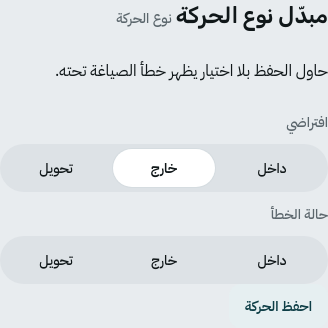 مبدّل نوع الحركة نوع الحركة
حاول الحفظ بلا اختيار يظهر خطأ الصياغة تحته.
افتراضي
داخل خارج تحويل
حالة الخطأ
داخل خارج تحويل
احفظ الحركة